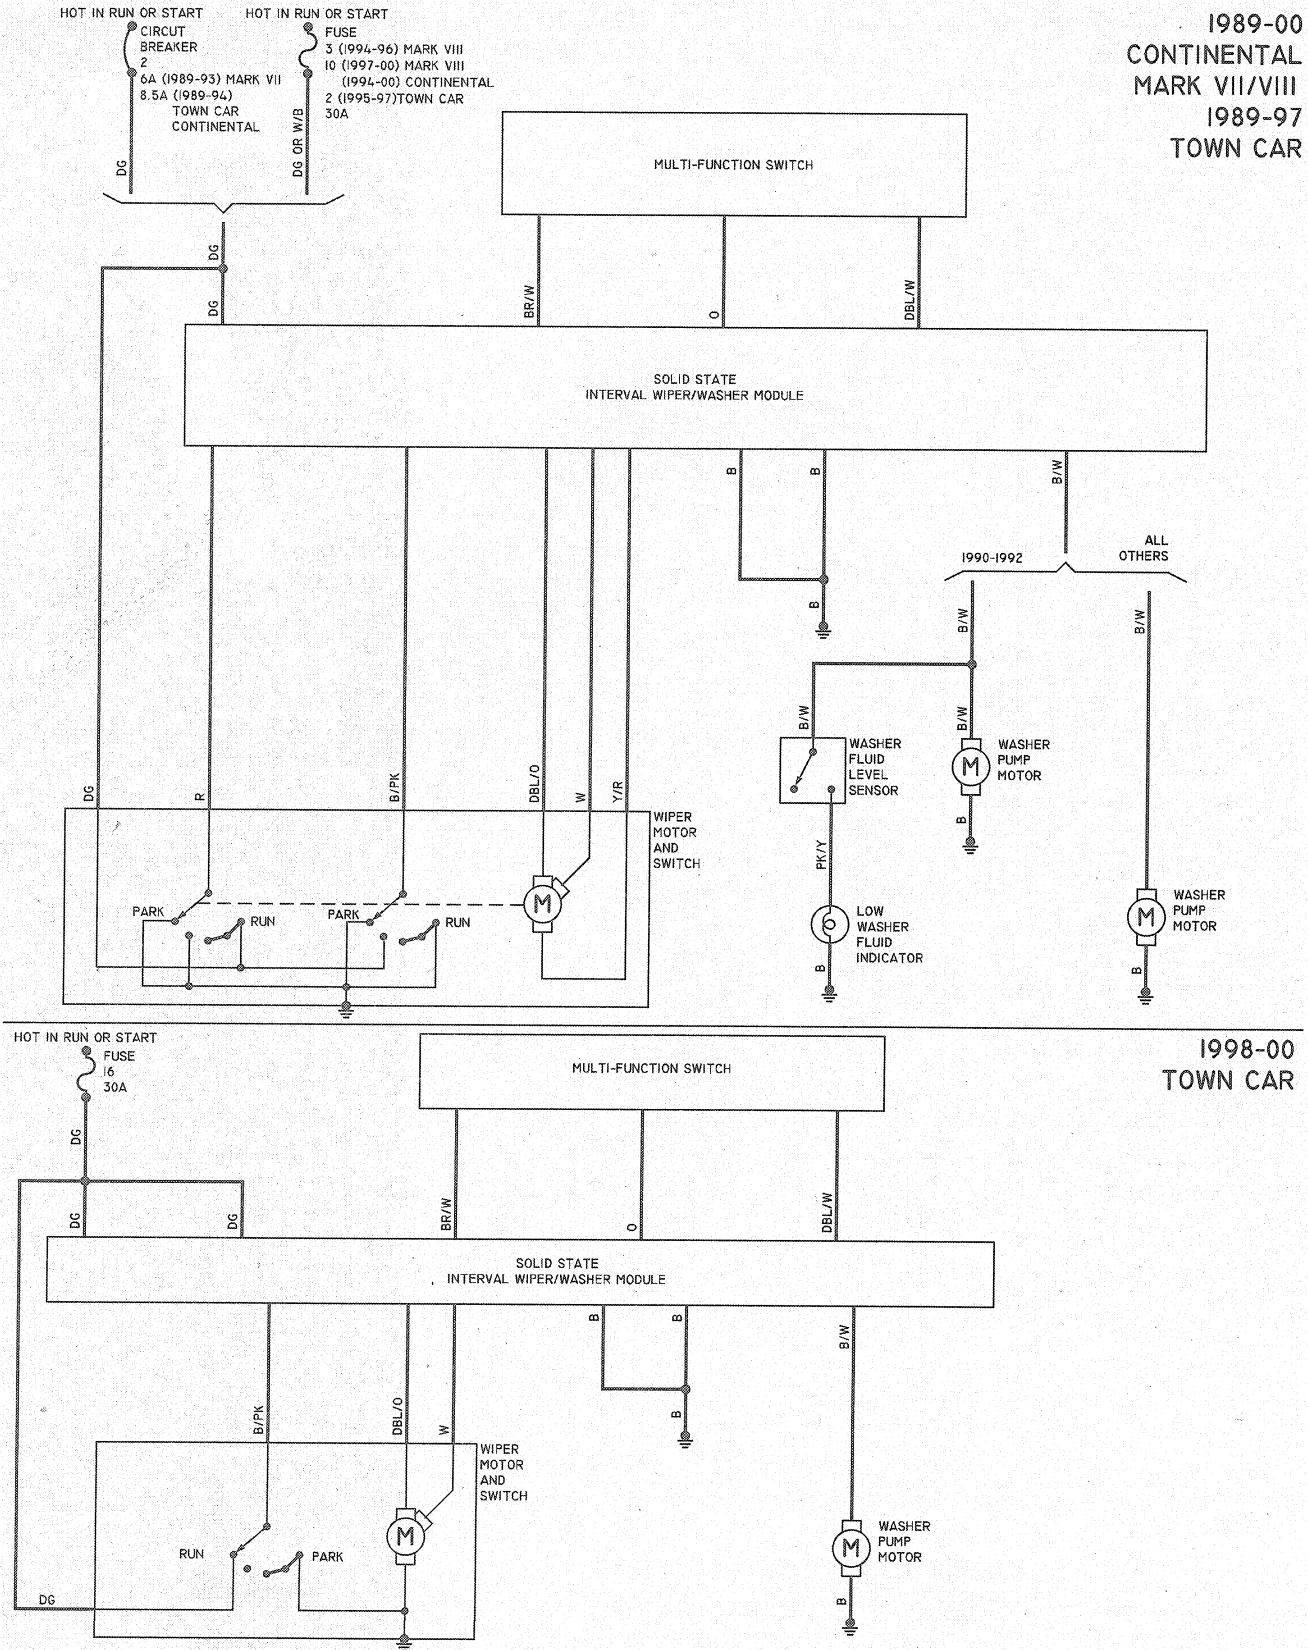 HOT IN RUN OR START
HOT IN RUN OR START
CIRCUT
BREAKER
2
6A (1989-93) MARK VII
8.5A (1989-94)
TOWN CAR
CONTINENTAL
FUSE
3 (1994-96) MARK VIII
10 (1997-00) MARK VIII
(1994-00) CONTINENTAL
2 (1995-97)TOWN CAR
30A
1989-00
CONTINENTAL
MARK VII/VIII
1989-97
TOWN CAR
DG
DG OR W/B
MULTI-FUNCTION SWITCH
DG
DG
BR/W
O
DBL/W
SOLID STATE
INTERVAL WIPER/WASHER MODULE
B
B
B/W
1990-1992
ALL
OTHERS
B
B/W
B/W
B/W
B/W
DG
R
B/PK
DBL/O
W
Y/R
WASHER
FLUID
LEVEL
SENSOR
WASHER
PUMP
MOTOR
M
B
WIPER
MOTOR
AND
SWITCH
PK/Y
PARK
RUN
PARK
RUN
M
LOW
WASHER
FLUID
INDICATOR
B
WASHER
PUMP
MOTOR
M
B
HOT IN RUN OR START
FUSE
16
30A
1998-00
TOWN CAR
MULTI-FUNCTION SWITCH
DG
DG
DG
BR/W
O
DBL/W
SOLID STATE
INTERVAL WIPER/WASHER MODULE
B
B
B/W
B
B/PK
DBL/O
W
WIPER
MOTOR
AND
SWITCH
M
RUN
PARK
DG
WASHER
PUMP
MOTOR
M
B